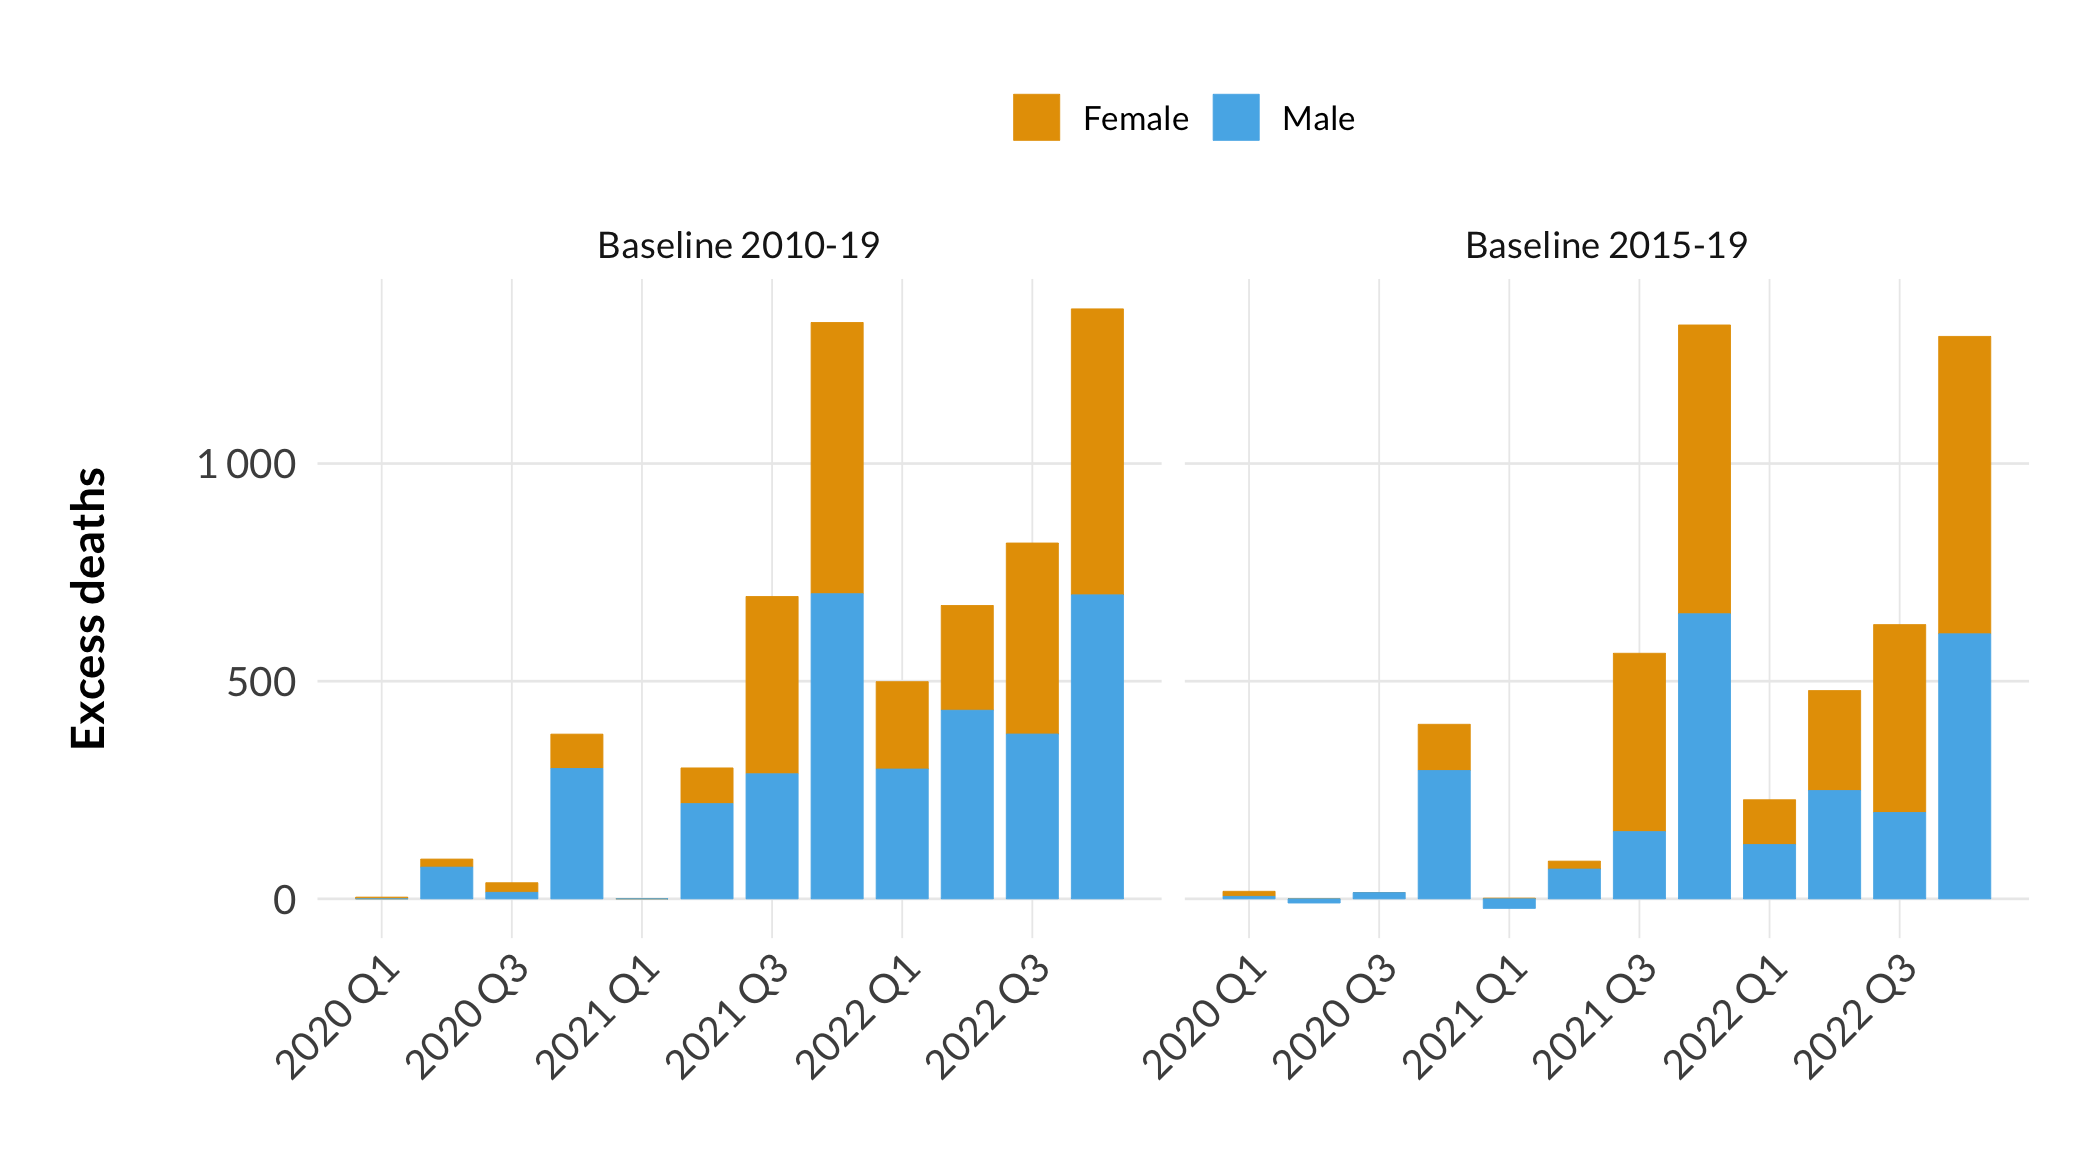 Female Male
Baseline 2010-19 Baseline 2015-19
Excess deaths
1 000
500
0
2020 Q1 2020 Q3 2021 Q1 2021 Q3 2022 Q1 2022 Q3 2020 Q1 2020 Q3 2021 Q1 2021 Q3 2022 Q1 2022 Q3